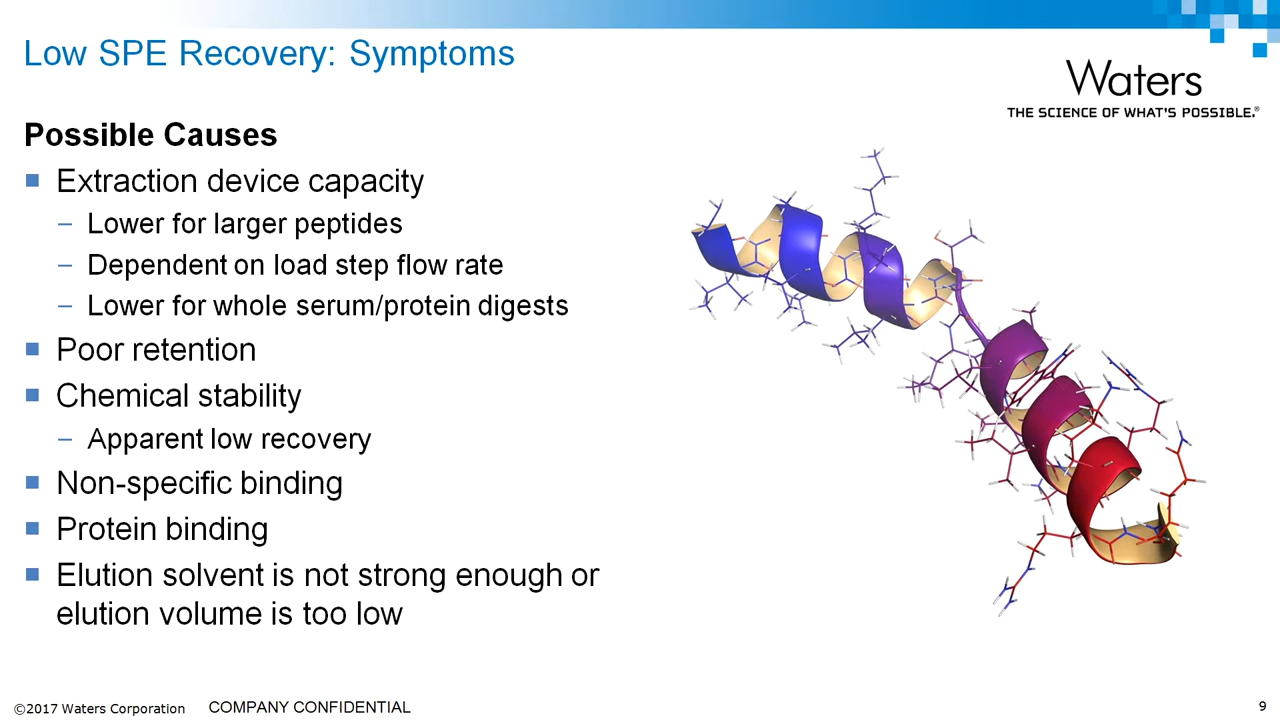 Low SPE Recovery: Symptoms
Waters
THE SCIENCE OF WHAT'S POSSIBLE.®
Possible Causes
■ Extraction device capacity
– Lower for larger peptides
– Dependent on load step flow rate
– Lower for whole serum/protein digests
■ Poor retention
■ Chemical stability
– Apparent low recovery
■ Non-specific binding
■ Protein binding
■ Elution solvent is not strong enough or
elution volume is too low
©2017 Waters Corporation COMPANY CONFIDENTIAL 9